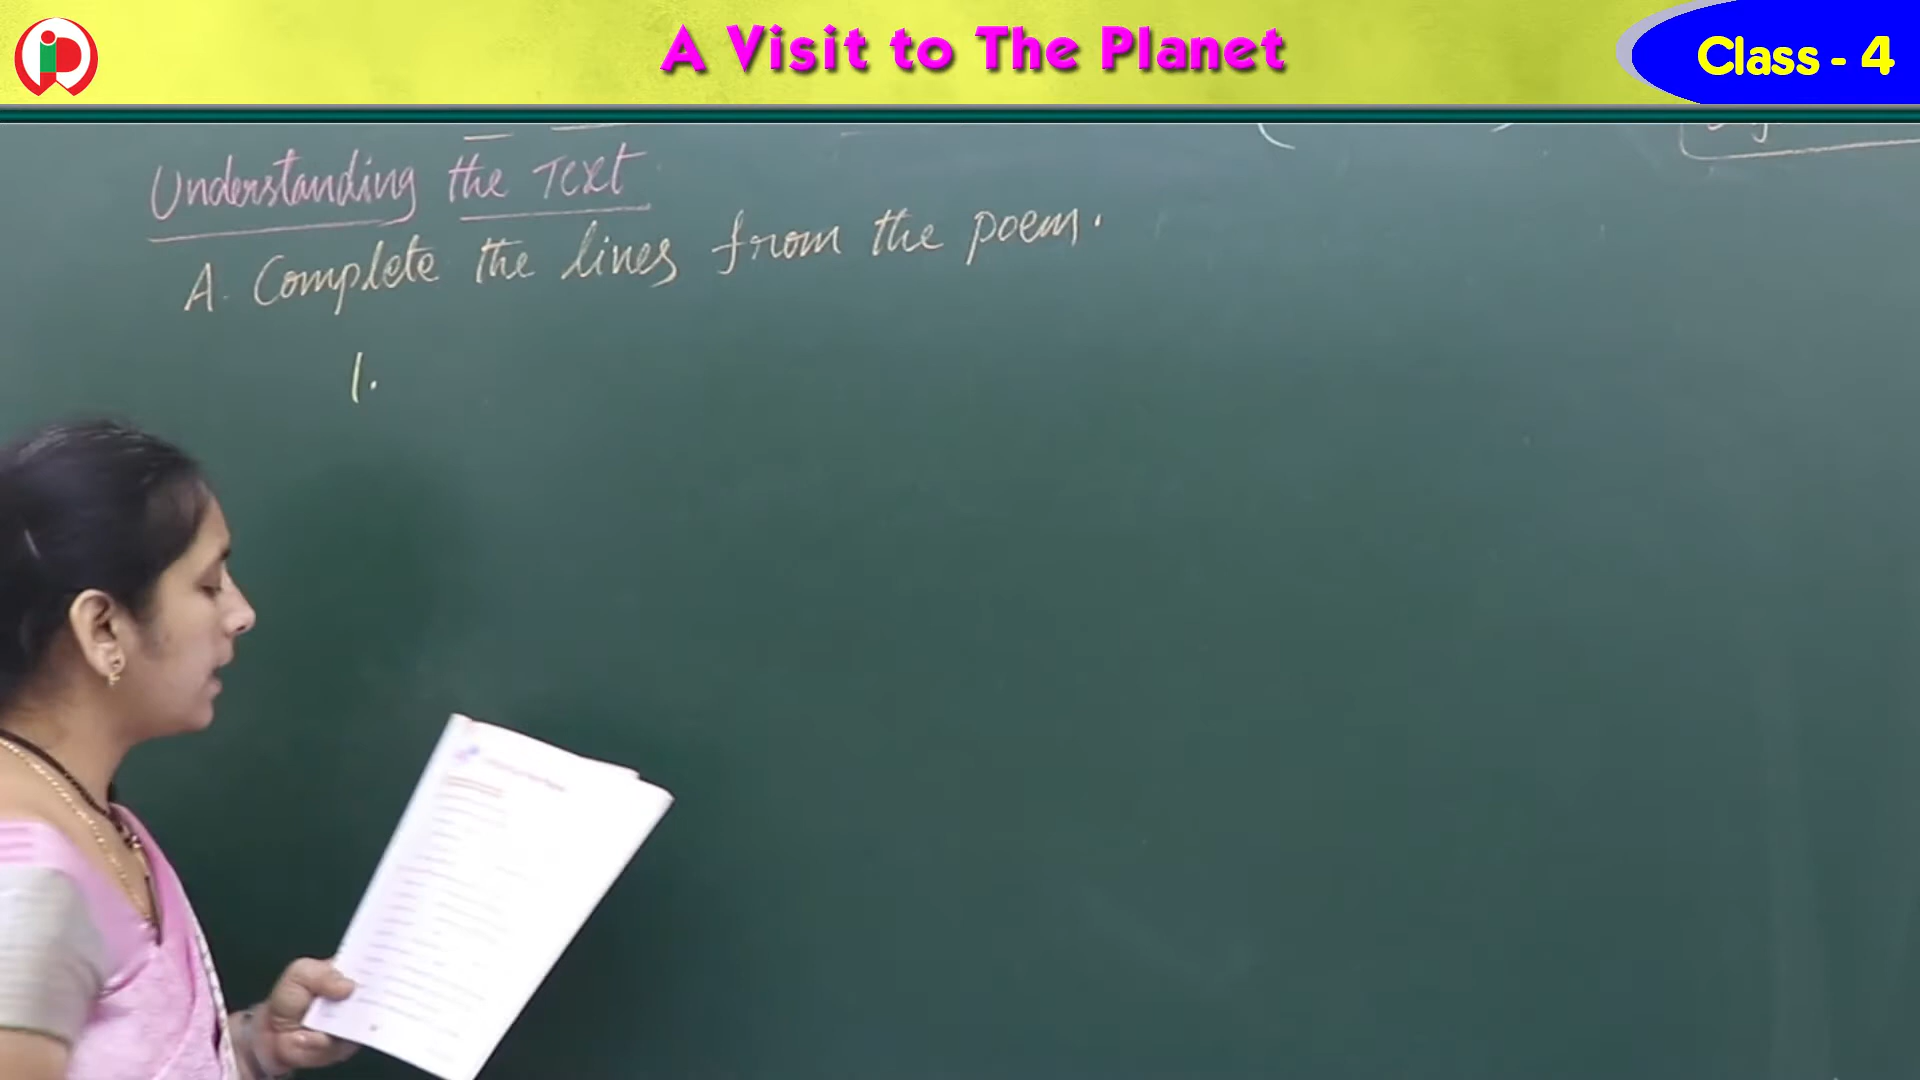 A Visit to The Planet
Class - 4
Understanding the Text
A. Complete the lines from the poem.
1.